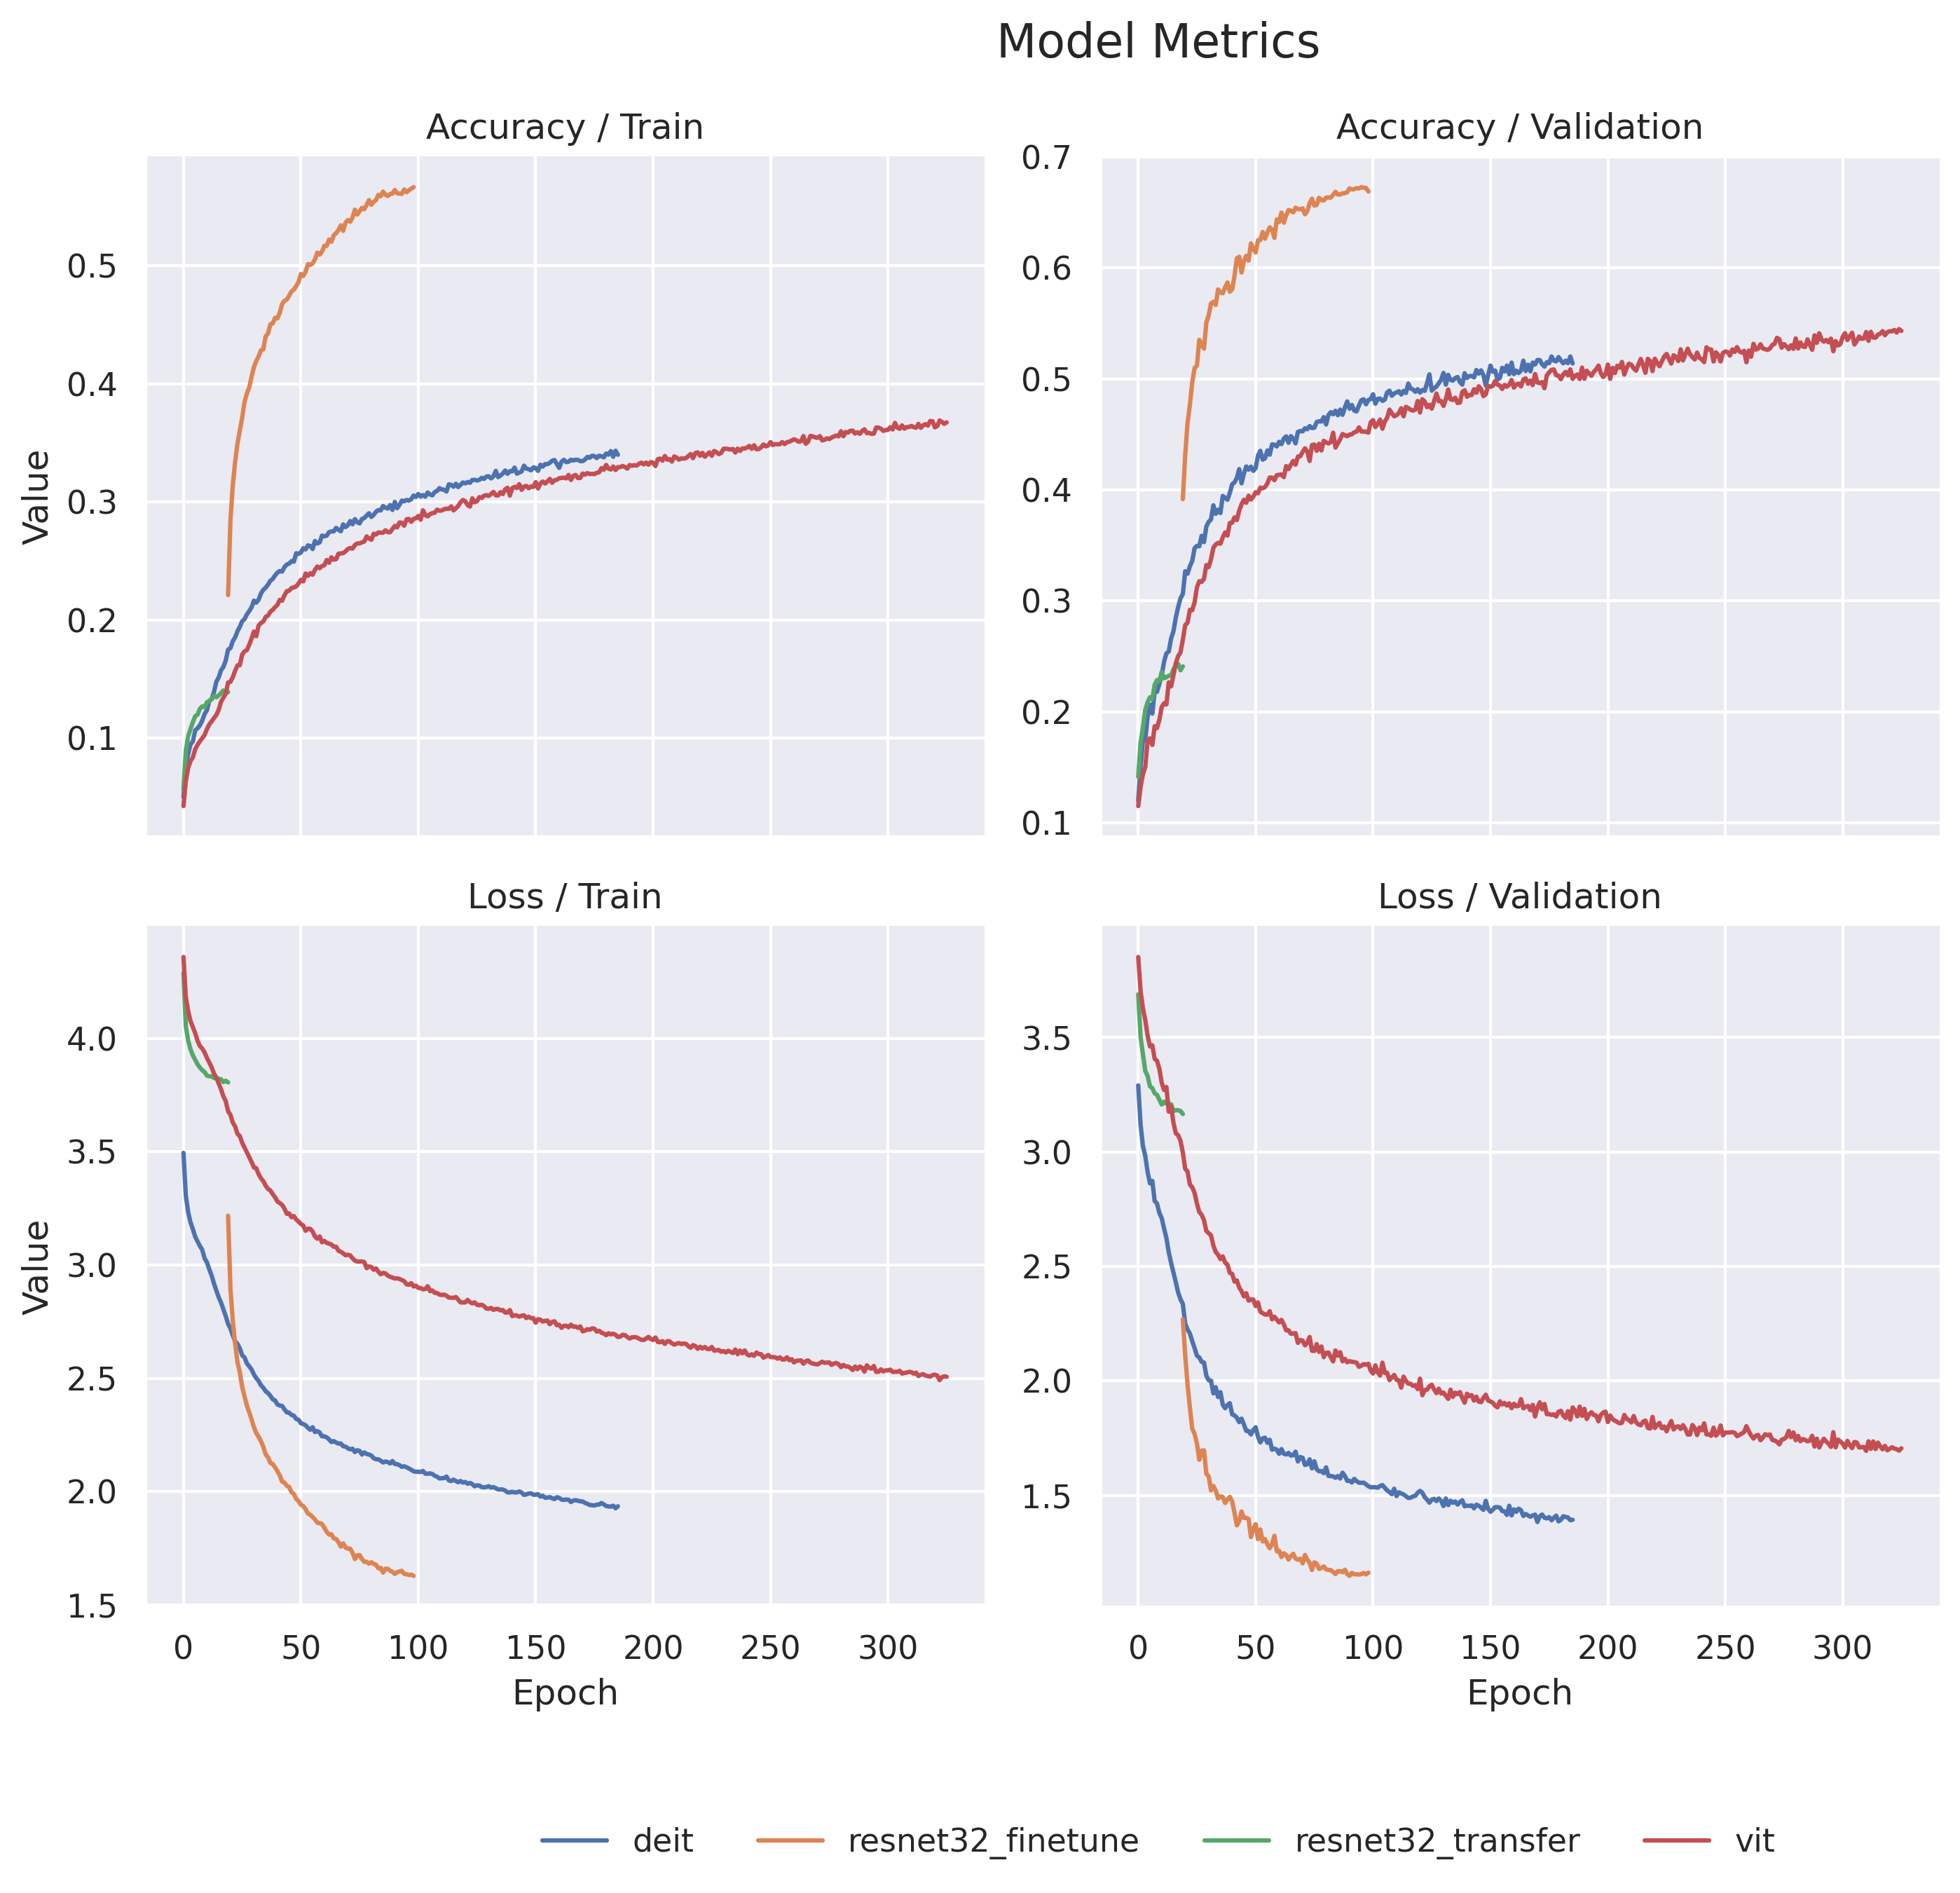 Model Metrics
Accuracy / Train
Accuracy / Validation
Value
0.5
0.4
0.3
0.2
0.1
0.7
0.6
0.5
0.4
0.3
0.2
0.1
Loss / Train
Loss / Validation
Value
4.0
3.5
3.0
2.5
2.0
1.5
3.5
3.0
2.5
2.0
1.5
0 50 100 150 200 250 300
0 50 100 150 200 250 300
Epoch
Epoch
deit resnet32_finetune resnet32_transfer vit